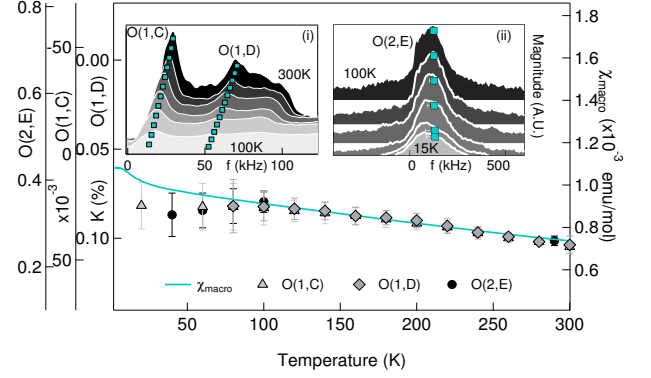 0.8
0.6
0.4
0.2
O(2,E)
-50
0
50
O(1,C)
x10-3
0.00
0.05
0.10
O(1,D)
K (%)
O(1,C)
O(1,D)
(i)
300K
100K
0
50
f (kHz)
100
O(2,E)
(ii)
100K
15K
0
f (kHz)
500
Magnitude (A.U.)
1.8
1.6
1.4
1.2
1.0
0.8
0.6
χmacro (x10-3 emu/mol)
χmacro
O(1,C)
O(1,D)
O(2,E)
50
100
150
200
250
300
Temperature (K)